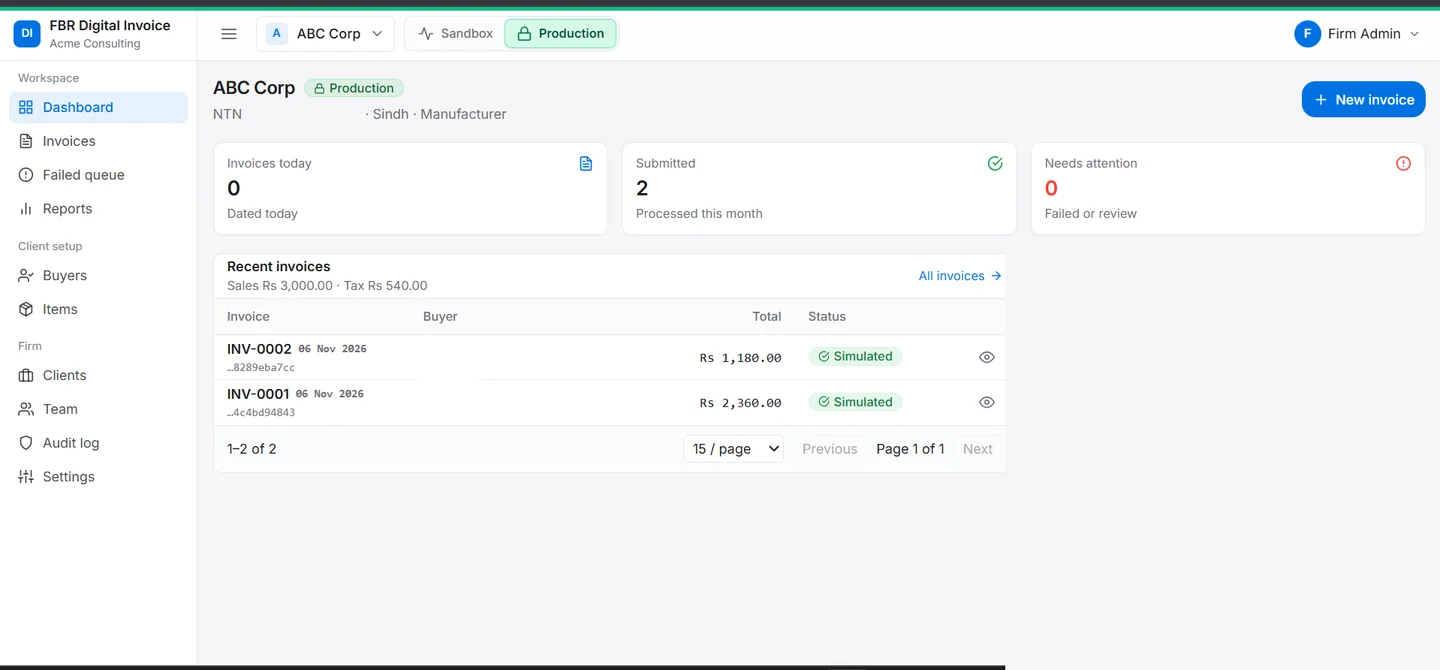 DI
FBR Digital Invoice
Acme Consulting
A ABC Corp
Sandbox
Production
F Firm Admin
Workspace
Dashboard
Invoices
Failed queue
Reports
Client setup
Buyers
Items
Firm
Clients
Team
Audit log
Settings
ABC Corp Production
NTN · Sindh · Manufacturer
+ New invoice
Invoices today
0
Dated today
Submitted
2
Processed this month
Needs attention
0
Failed or review
Recent invoices
Sales Rs 3,000.00 · Tax Rs 540.00
All invoices →
Invoice Buyer Total Status
INV-0002 06 Nov 2026 Rs 1,180.00 Simulated
…8289eba7cc
INV-0001 06 Nov 2026 Rs 2,360.00 Simulated
…4c4bd94843
1–2 of 2 15 / page Previous Page 1 of 1 Next